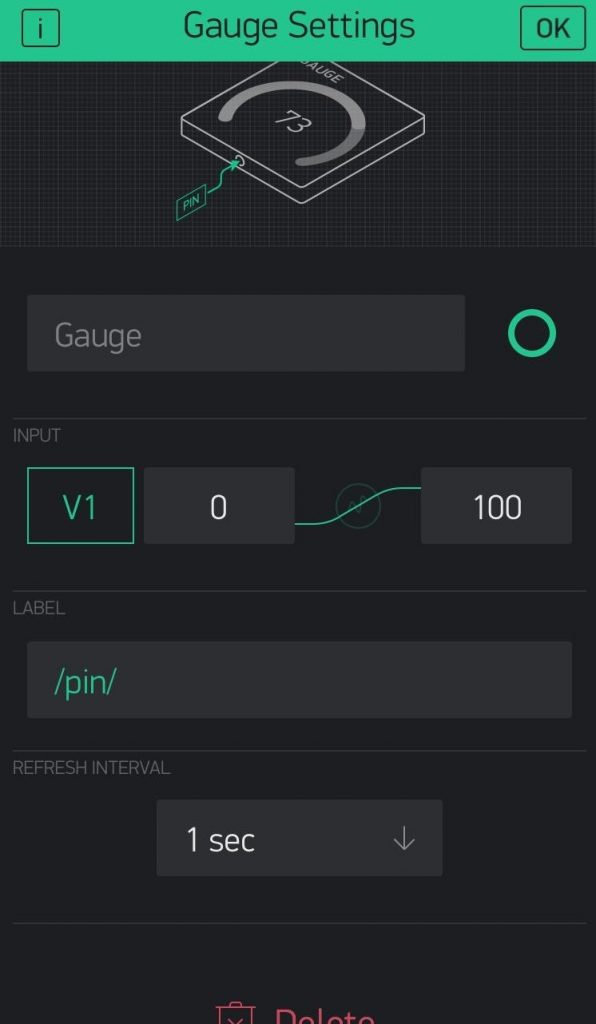 i
Gauge Settings
OK
GAUGE
73
PIN
Gauge
INPUT
V1
0
100
LABEL
/pin/
REFRESH INTERVAL
1 sec
Delete